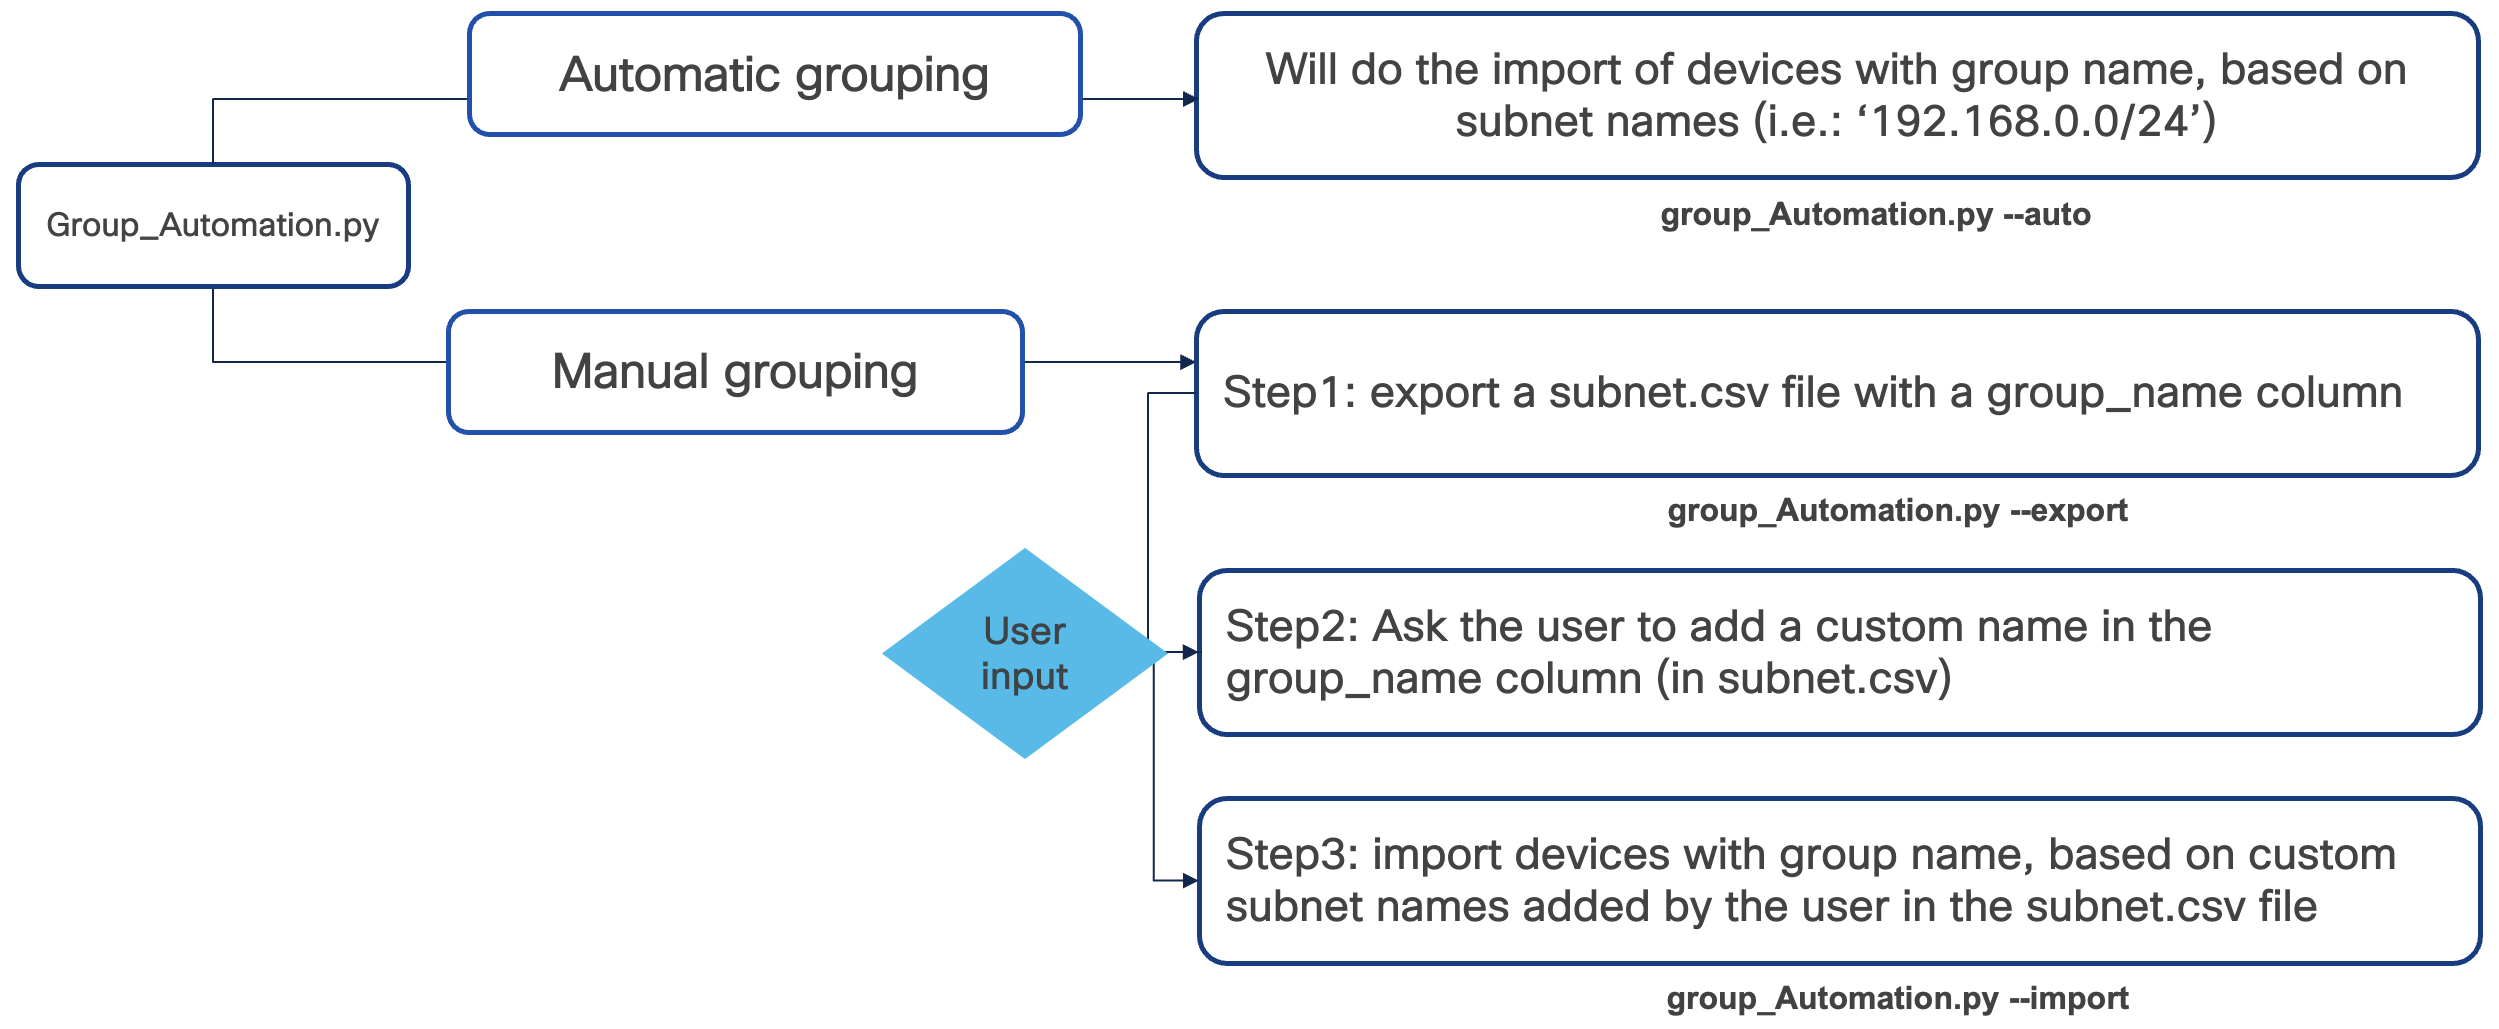 Automatic grouping
Will do the import of devices with group name, based on
subnet names (i.e.: ‘192.168.0.0/24’)
group_Automation.py --auto
Group_Automation.py
Manual grouping
Step1: export a subnet.csv file with a group_name column
group_Automation.py --export
User
input
Step2: Ask the user to add a custom name in the
group_name column (in subnet.csv)
Step3: import devices with group name, based on custom
subnet names added by the user in the subnet.csv file
group_Automation.py --import